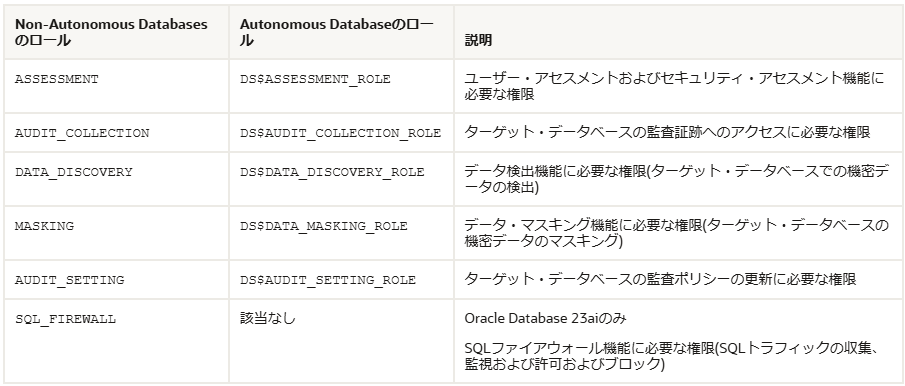 Non-Autonomous Databases
のロール
Autonomous Databaseのロー
ル
説明
ASSESSMENT
DS$ASSESSMENT_ROLE
ユーザー・アセスメントおよびセキュリティ・アセスメント機能に
必要な権限
AUDIT_COLLECTION
DS$AUDIT_COLLECTION_ROLE
ターゲット・データベースの監査証跡へのアクセスに必要な権限
DATA_DISCOVERY
DS$DATA_DISCOVERY_ROLE
データ検出機能に必要な権限(ターゲット・データベースでの機密デ
ータの検出)
MASKING
DS$DATA_MASKING_ROLE
データ・マスキング機能に必要な権限(ターゲット・データベースの
機密データのマスキング)
AUDIT_SETTING
DS$AUDIT_SETTING_ROLE
ターゲット・データベースの監査ポリシーの更新に必要な権限
SQL_FIREWALL
該当なし
Oracle Database 23aiのみ
SQLファイアウォール機能に必要な権限(SQLトラフィックの収集、
監視および許可およびブロック)